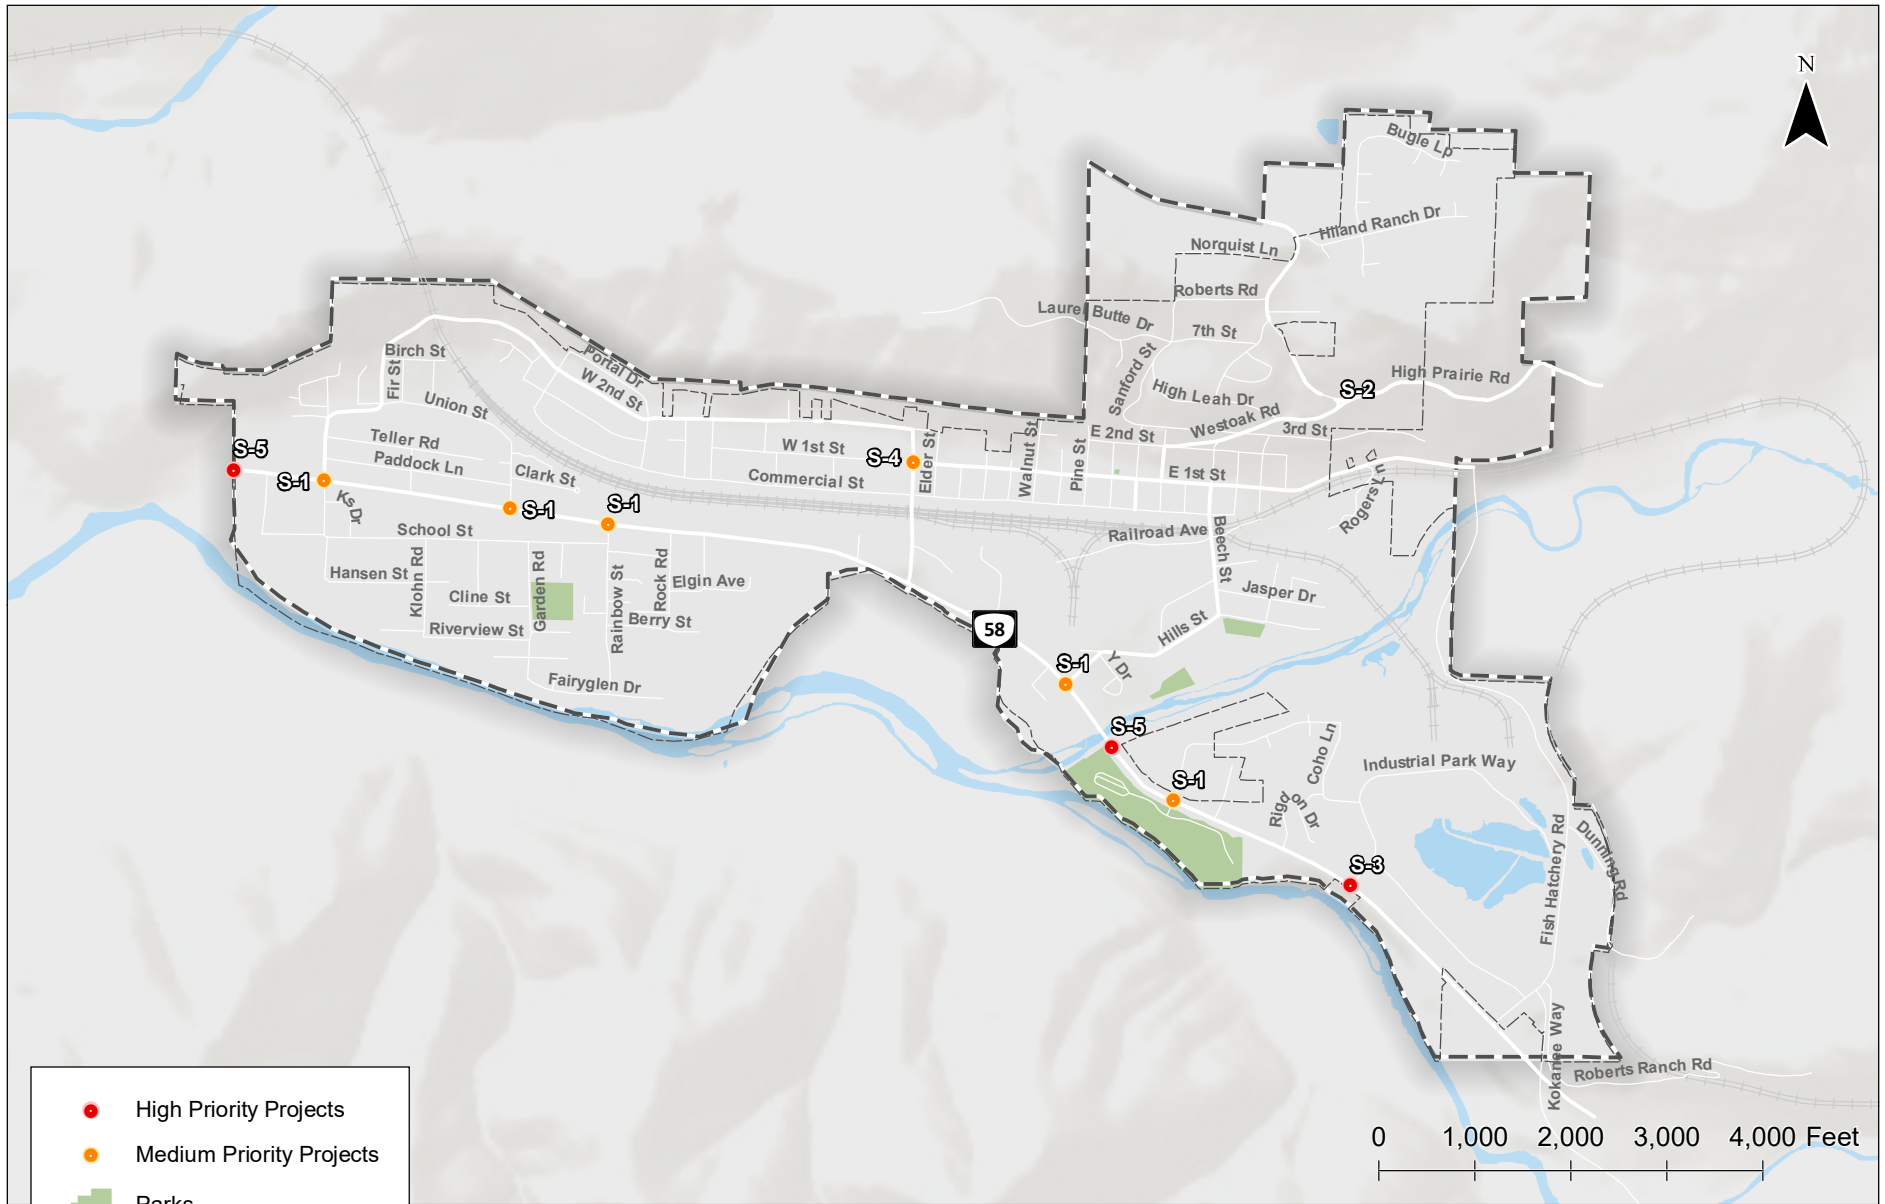 N
Bugle Lp
Hiland Ranch Dr
Norquist Ln
Roberts Rd
Laurel Butte Dr
7th St
Sanford St
High Leah Dr
High Prairie Rd
S-2
Westoak Rd
3rd St
E 2nd St
Birch St
Fir St
Portal Dr
W 2nd St
Union St
Teller Rd
Paddock Ln
Clark St
W 1st St
Commercial St
S-4
Elder St
Walnut St
Pine St
E 1st St
Rogers Ln
S-5
S-1
Ks Dr
S-1
S-1
School St
Railroad Ave
Beech St
Hansen St
Klohn Rd
Cline St
Garden Rd
Riverview St
Rainbow St
Rock Rd
Elgin Ave
Berry St
Fairyglen Dr
Jasper Dr
Hills St
58
S-1
Y Dr
S-5
S-1
Coho Ln
Industrial Park Way
S-3
Fish Hatchery Rd
Dunning Rd
Kokanee Way
Roberts Ranch Rd
High Priority Projects
Medium Priority Projects
Parks
0 1,000 2,000 3,000 4,000 Feet